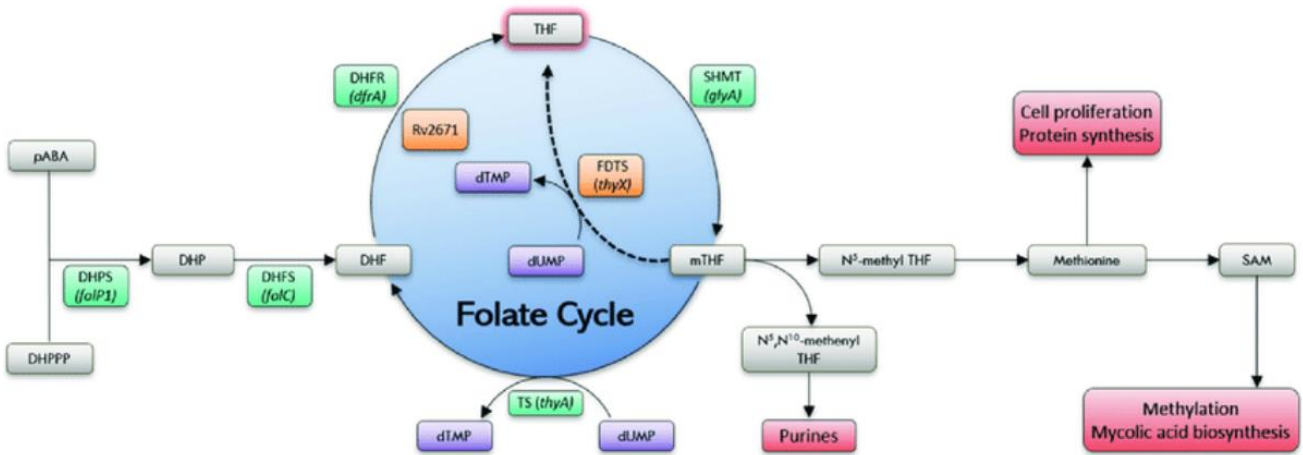 THF
DHFR
(dfrA)
SHMT
(glyA)
Rv2671
Cell proliferation
Protein synthesis
pABA
dTMP
FDTS
(thyX)
DHP
DHF
dUMP
mTHF
N⁵-methyl THF
Methionine
SAM
DHPS
(folP1)
DHFS
(folC)
Folate Cycle
DHPPP
N⁵,N¹⁰-methenyl
THF
TS (thyA)
dTMP
dUMP
Purines
Methylation
Mycolic acid biosynthesis